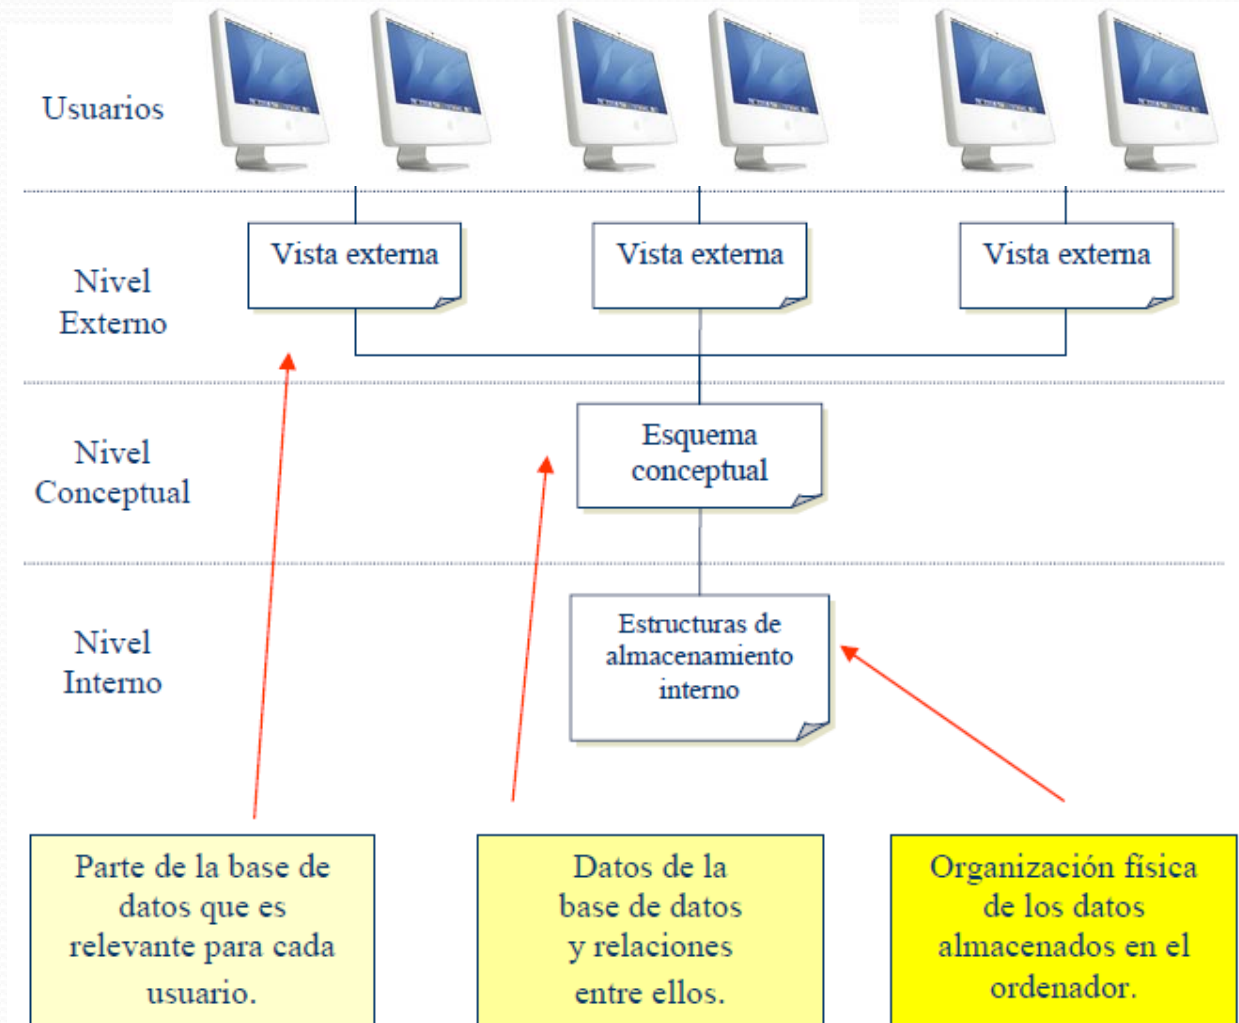 Usuarios
Vista externa
Vista externa
Vista externa
Nivel
Externo
Nivel
Conceptual
Esquema
conceptual
Nivel
Interno
Estructuras de
almacenamiento
interno
Parte de la base de
datos que es
relevante para cada
usuario.
Datos de la
base de datos
y relaciones
entre ellos.
Organización física
de los datos
almacenados en el
ordenador.